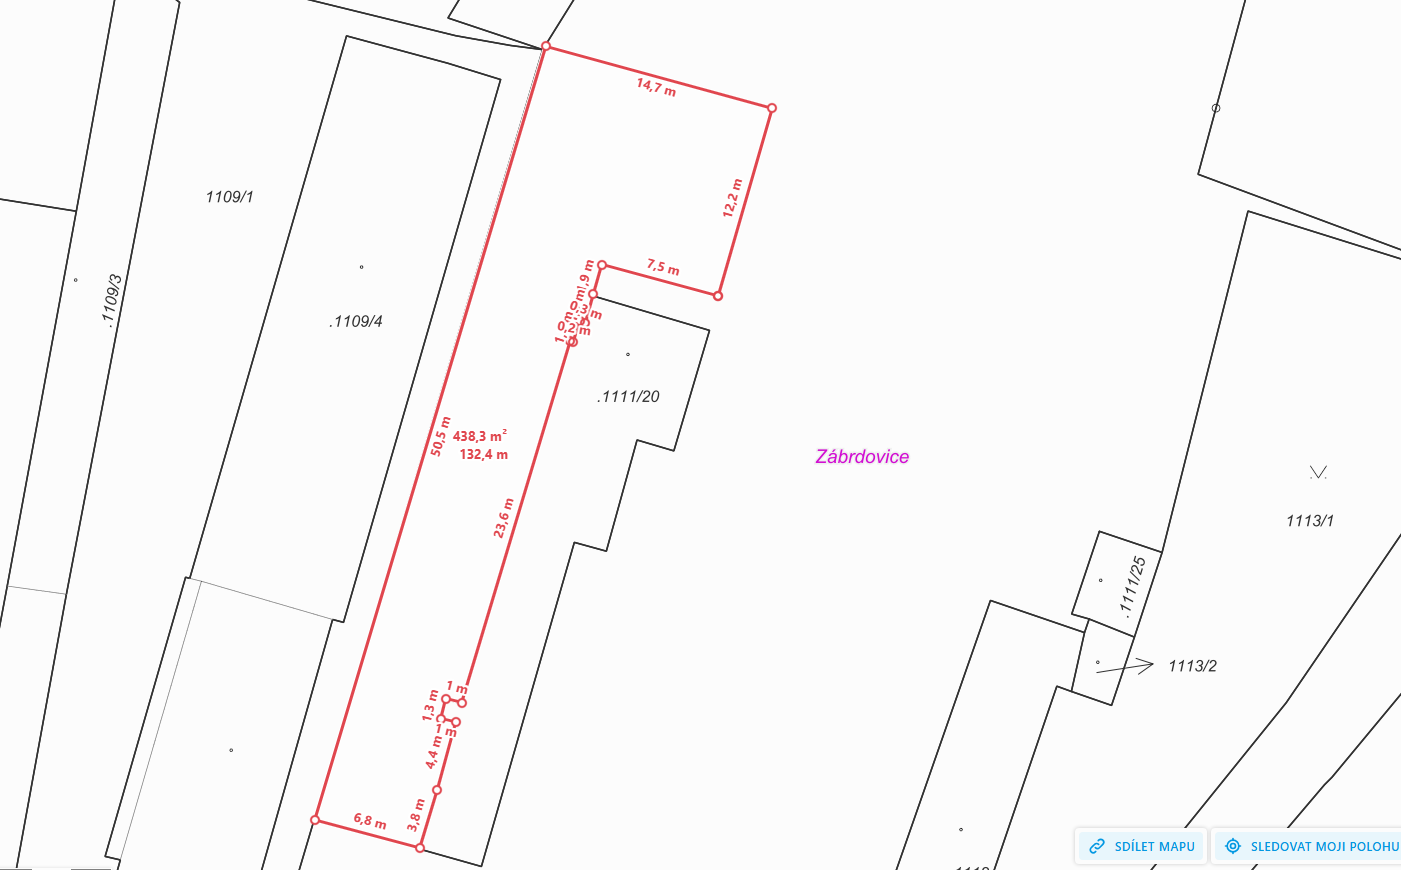 14,7 m
1109/1
12,2 m
7,5 m
.1109/3
.1109/4
.1111/20
50,5 m
438,3 m²
132,4 m
Zábrdovice
23,6 m
1113/1
.1111/25
1113/2
1 m
1,3 m
1 m
4,4 m
3,8 m
6,8 m
SDÍLET MAPU
SLEDOVAT MOJI POLOHU